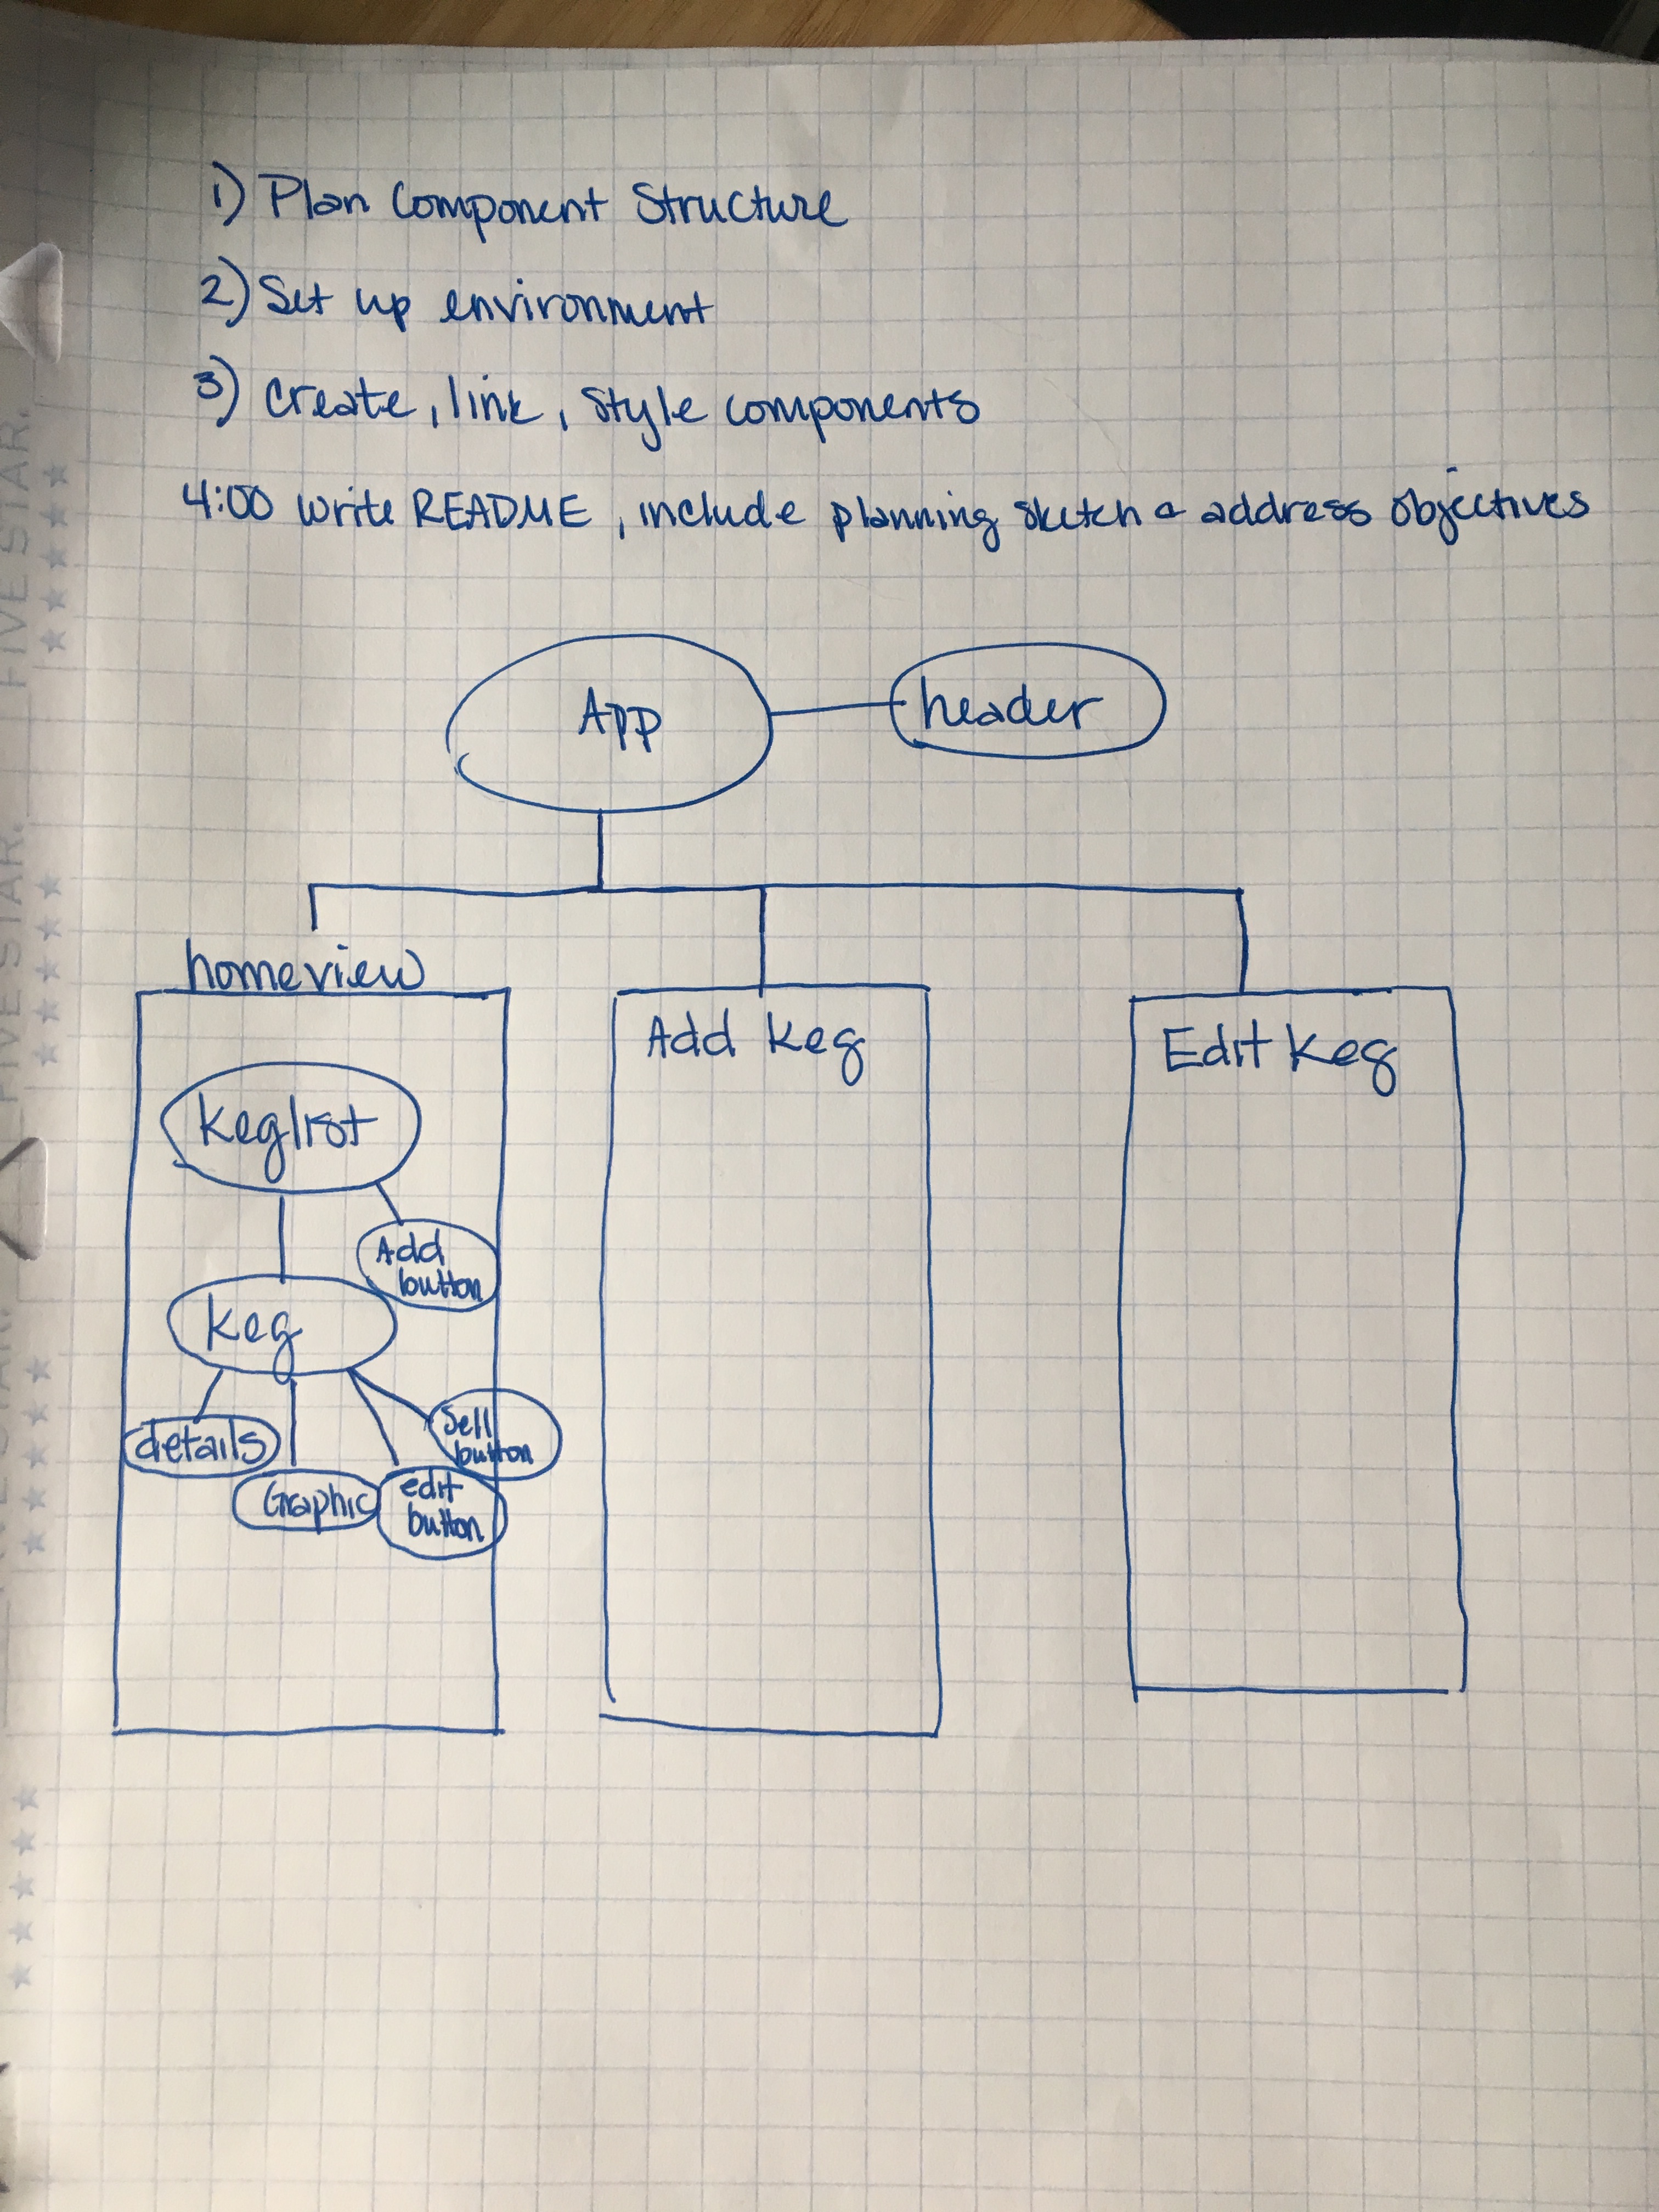 1) Plan Component Structure
2) Set up environment
3) Create, link, style components
4:00 write README, include planning sketch & address objectives
App
header
homeview
Keglist
Add
button
Keg
details
Graphic
edit
button
Sell
button
Add Keg
Edit Keg
FIVE STAR.
FIVE STAR.